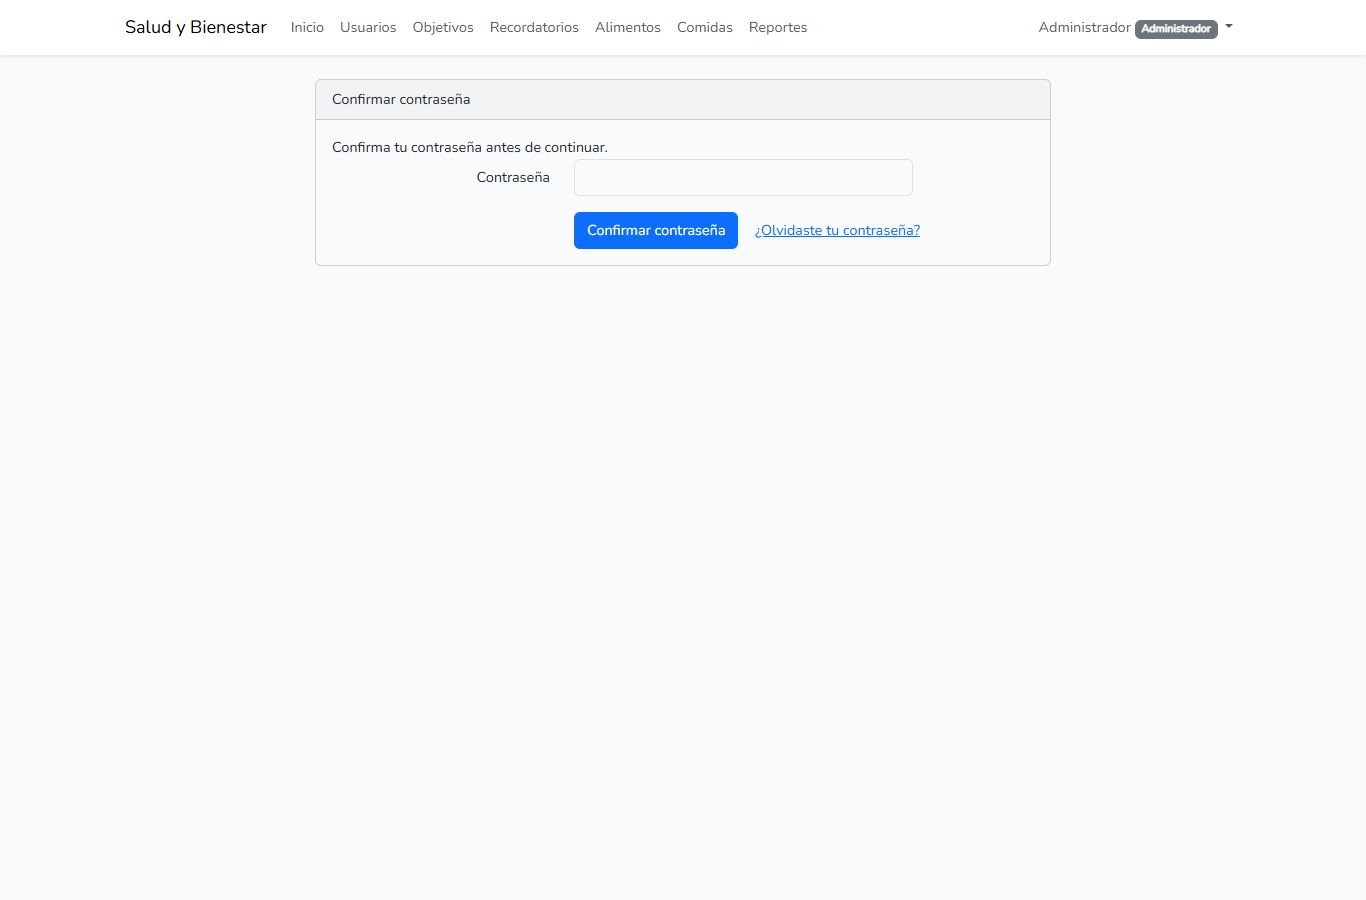 Salud y Bienestar Inicio Usuarios Objetivos Recordatorios Alimentos Comidas Reportes Administrador Administrador
Confirmar contraseña
Confirma tu contraseña antes de continuar.
Contraseña
Confirmar contraseña ¿Olvidaste tu contraseña?